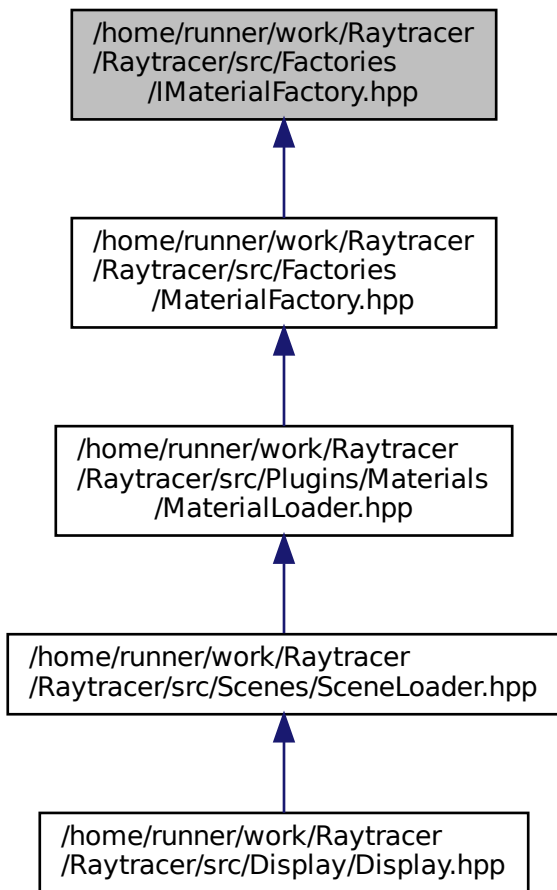 /home/runner/work/Raytracer
/Raytracer/src/Factories
/IMaterialFactory.hpp
/home/runner/work/Raytracer
/Raytracer/src/Factories
/MaterialFactory.hpp
/home/runner/work/Raytracer
/Raytracer/src/Plugins/Materials
/MaterialLoader.hpp
/home/runner/work/Raytracer
/Raytracer/src/Scenes/SceneLoader.hpp
/home/runner/work/Raytracer
/Raytracer/src/Display/Display.hpp